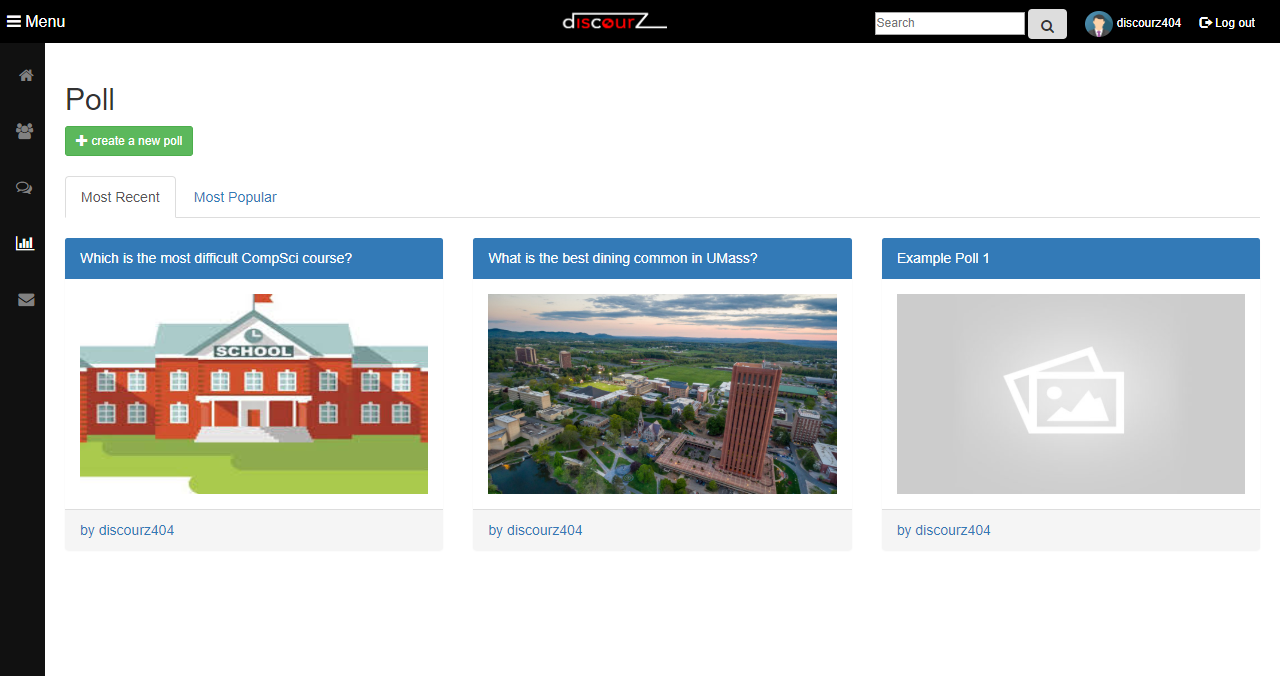 Menu
discourZ
Search
discourz404
Log out
Poll
create a new poll
Most Recent
Most Popular
Which is the most difficult CompSci course?
What is the best dining common in UMass?
Example Poll 1
SCHOOL
by discourz404
by discourz404
by discourz404